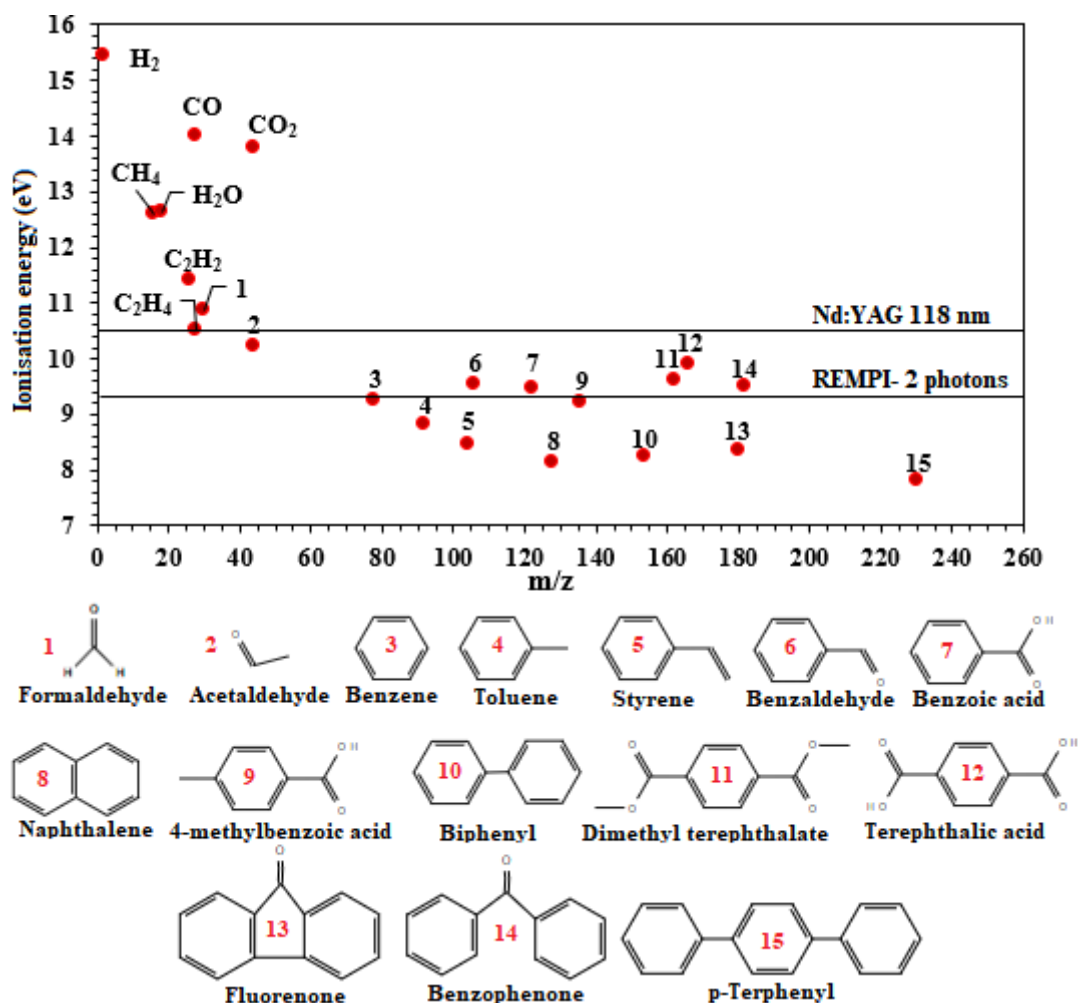 16
15
14
13
12
11
10
9
8
7
Ionisation energy (eV)
H2
CO
CO2
CH4
H2O
C2H2
1
C2H4
2
Nd:YAG 118 nm
3
6
7
9
11
12
14
REMPI- 2 photons
4
5
8
10
13
15
0 20 40 60 80 100 120 140 160 180 200 220 240 260
m/z
1
O
H H
Formaldehyde
2
O
Acetaldehyde
3
Benzene
4
Toluene
5
Styrene
6
O
Benzaldehyde
7
O H
O
Benzoic acid
8
Naphthalene
9
O H
O
4-methylbenzoic acid
10
Biphenyl
11
O
O
O
O
Dimethyl terephthalate
12
O
HO
O H
O
Terephthalic acid
O
13
Fluorenone
O
14
Benzophenone
15
p-Terphenyl